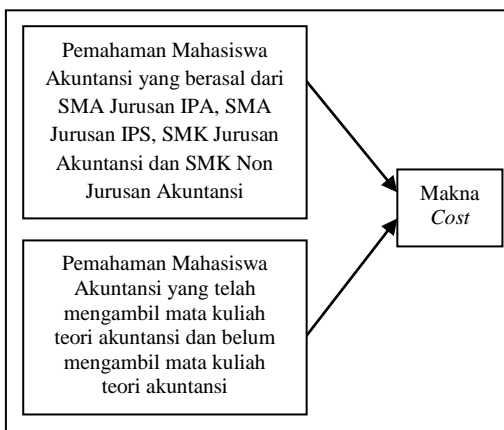 Pemahaman Mahasiswa
Akuntansi yang berasal dari
SMA Jurusan IPA, SMA
Jurusan IPS, SMK Jurusan
Akuntansi dan SMK Non
Jurusan Akuntansi
Makna
Cost
Pemahaman Mahasiswa
Akuntansi yang telah
mengambil mata kuliah
teori akuntansi dan belum
mengambil mata kuliah
teori akuntansi